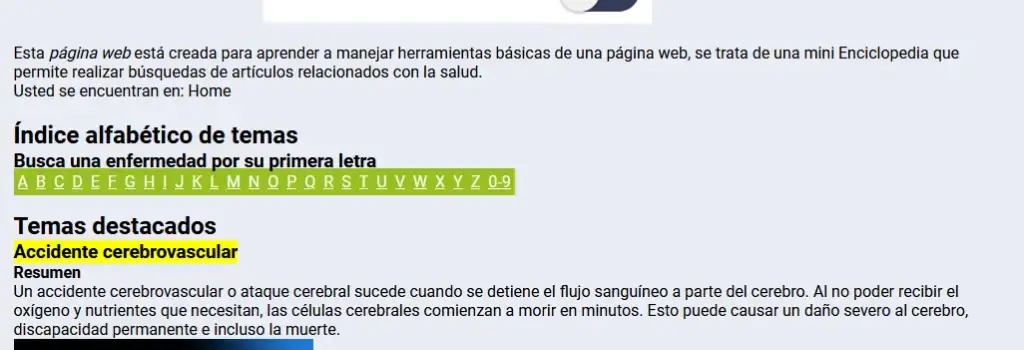 Esta página web está creada para aprender a manejar herramientas básicas de una página web, se trata de una mini Enciclopedia que
permite realizar búsquedas de artículos relacionados con la salud.
Usted se encuentran en: Home
Índice alfabético de temas
Busca una enfermedad por su primera letra
A B C D E F G H I J K L M N O P Q R S T U V W X Y Z 0-9
Temas destacados
Accidente cerebrovascular
Resumen
Un accidente cerebrovascular o ataque cerebral sucede cuando se detiene el flujo sanguíneo a parte del cerebro. Al no poder recibir el
oxígeno y nutrientes que necesitan, las células cerebrales comienzan a morir en minutos. Esto puede causar un daño severo al cerebro,
discapacidad permanente e incluso la muerte.